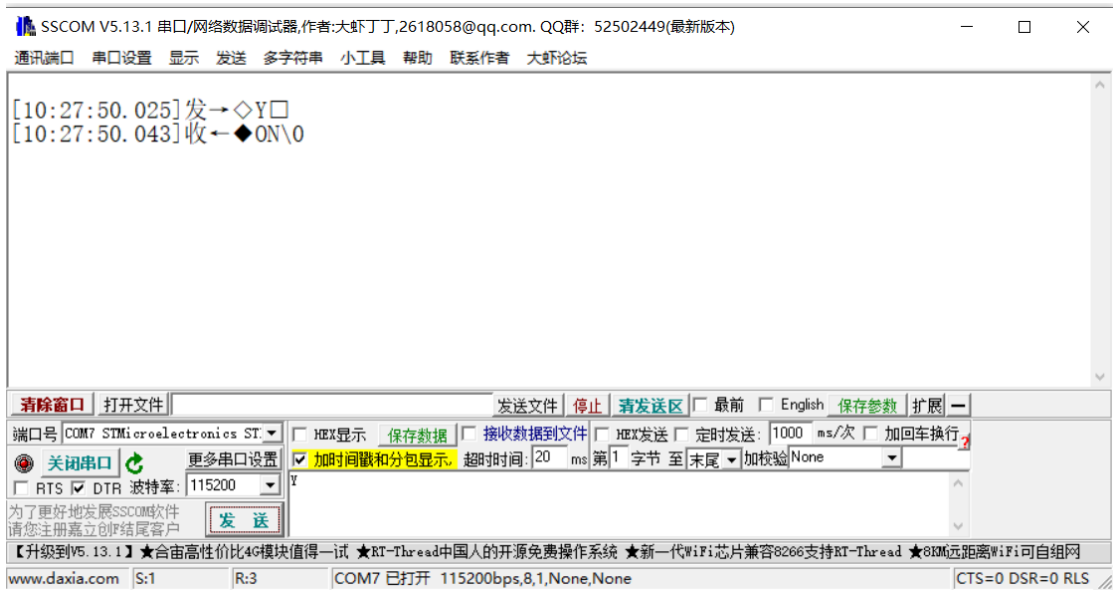 SSCOM V5.13.1 串口/网络数据调试器,作者:大虾丁丁,2618058@qq.com. QQ群: 52502449(最新版本)
通讯端口 串口设置 显示 发送 多字符串 小工具 帮助 联系作者 大虾论坛
[10:27:50.025]发→◇Y□
[10:27:50.043]收←◆ON\0
清除窗口 打开文件 发送文件 停止 清发送区 最前 English 保存参数 扩展 —
端口号 COM7 STMicroelectronics ST HEX显示 保存数据 接收数据到文件 HEX发送 定时发送: 1000 ms/次 加回车换行 ?
关闭串口 更多串口设置 加时间戳和分包显示, 超时时间: 20 ms 第 1 字节 至 末尾 加校验 None
RTS DTR 波特率: 115200 Y
为了更好地发展SSCOM软件
请您注册嘉立创F结尾客户
发 送
【升级到V5.13.1】★合宙高性价比4G模块值得一试 ★RT-Thread中国人的开源免费操作系统 ★新一代WiFi芯片兼容8266支持RT-Thread ★8KM远距离WiFi可自组网
www.daxia.com S:1 R:3 COM7 已打开 115200bps,8,1,None,None CTS=0 DSR=0 RLS